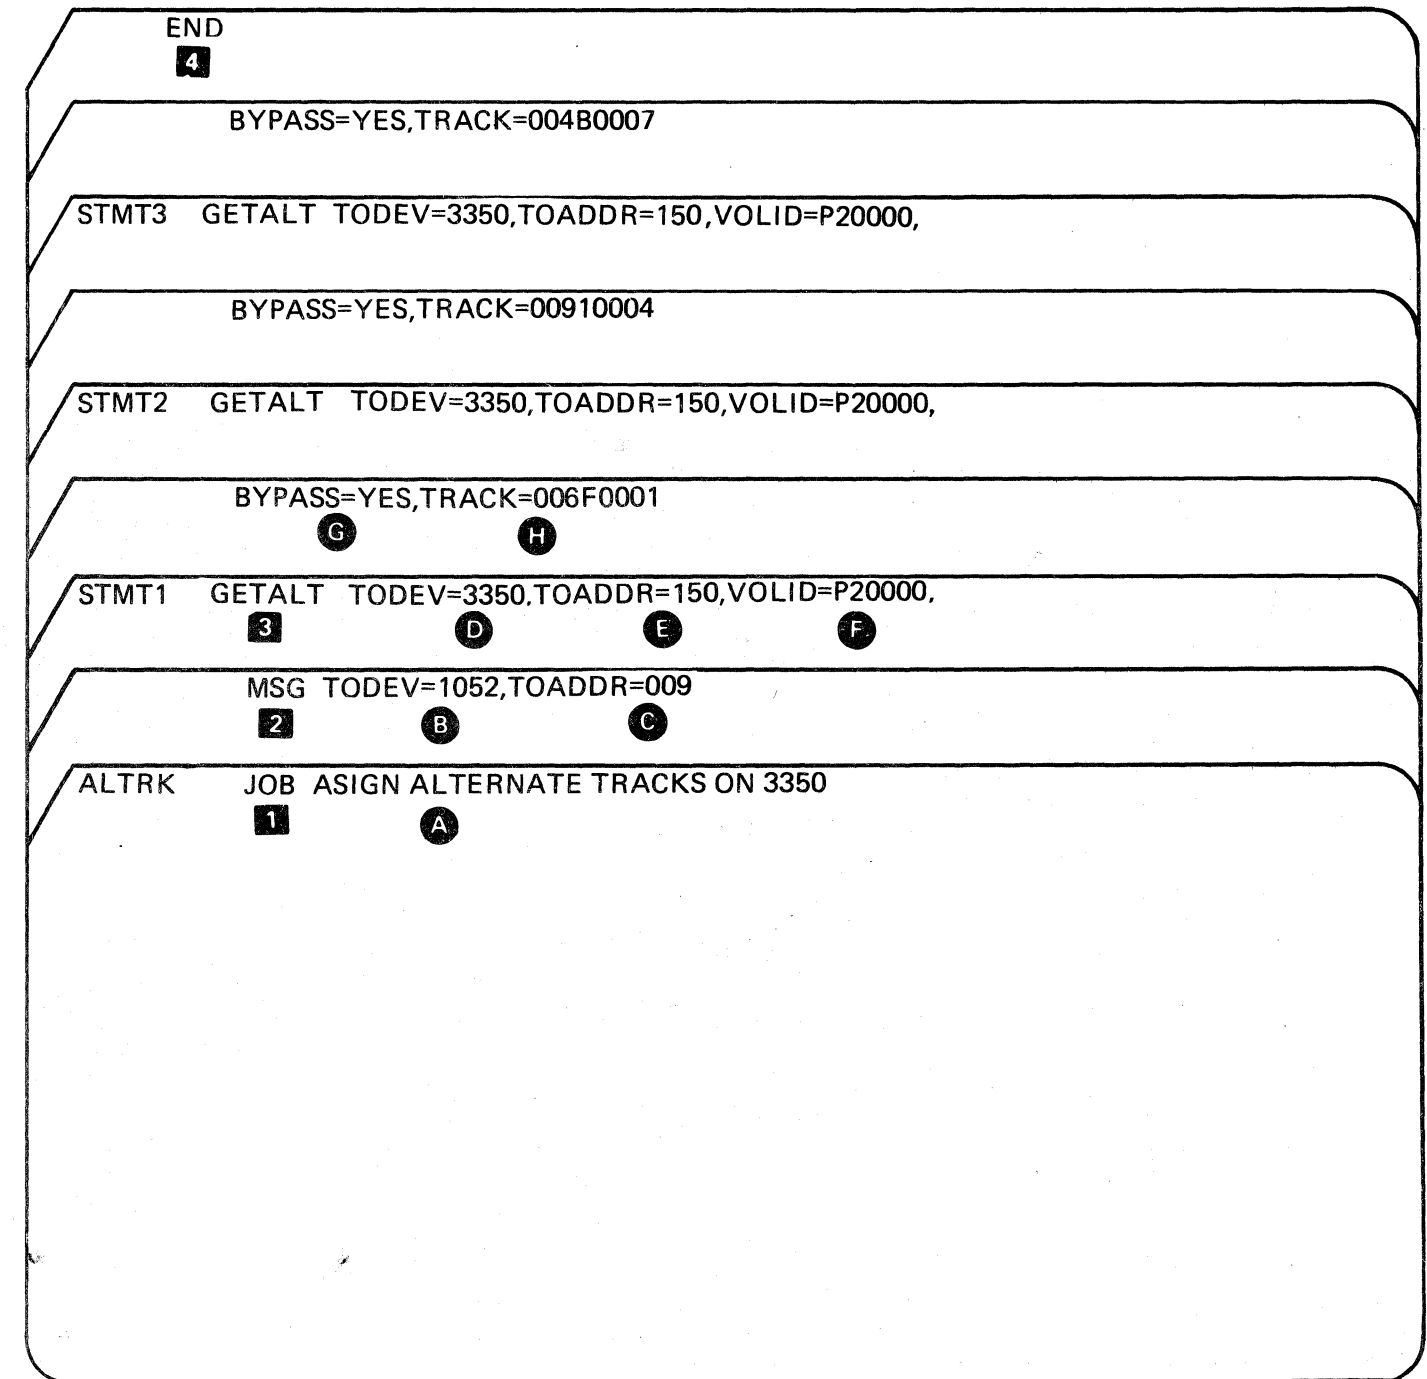 END
4
BYPASS=YES,TRACK=004B0007
STMT3 GETALT TODEV=3350,TOADDR=150,VOLID=P20000,
BYPASS=YES,TRACK=00910004
STMT2 GETALT TODEV=3350,TOADDR=150,VOLID=P20000,
BYPASS=YES,TRACK=006F0001
G H
STMT1 GETALT TODEV=3350,TOADDR=150,VOLID=P20000,
3 D E F
MSG TODEV=1052,TOADDR=009
2 B C
ALTRK JOB ASIGN ALTERNATE TRACKS ON 3350
1 A